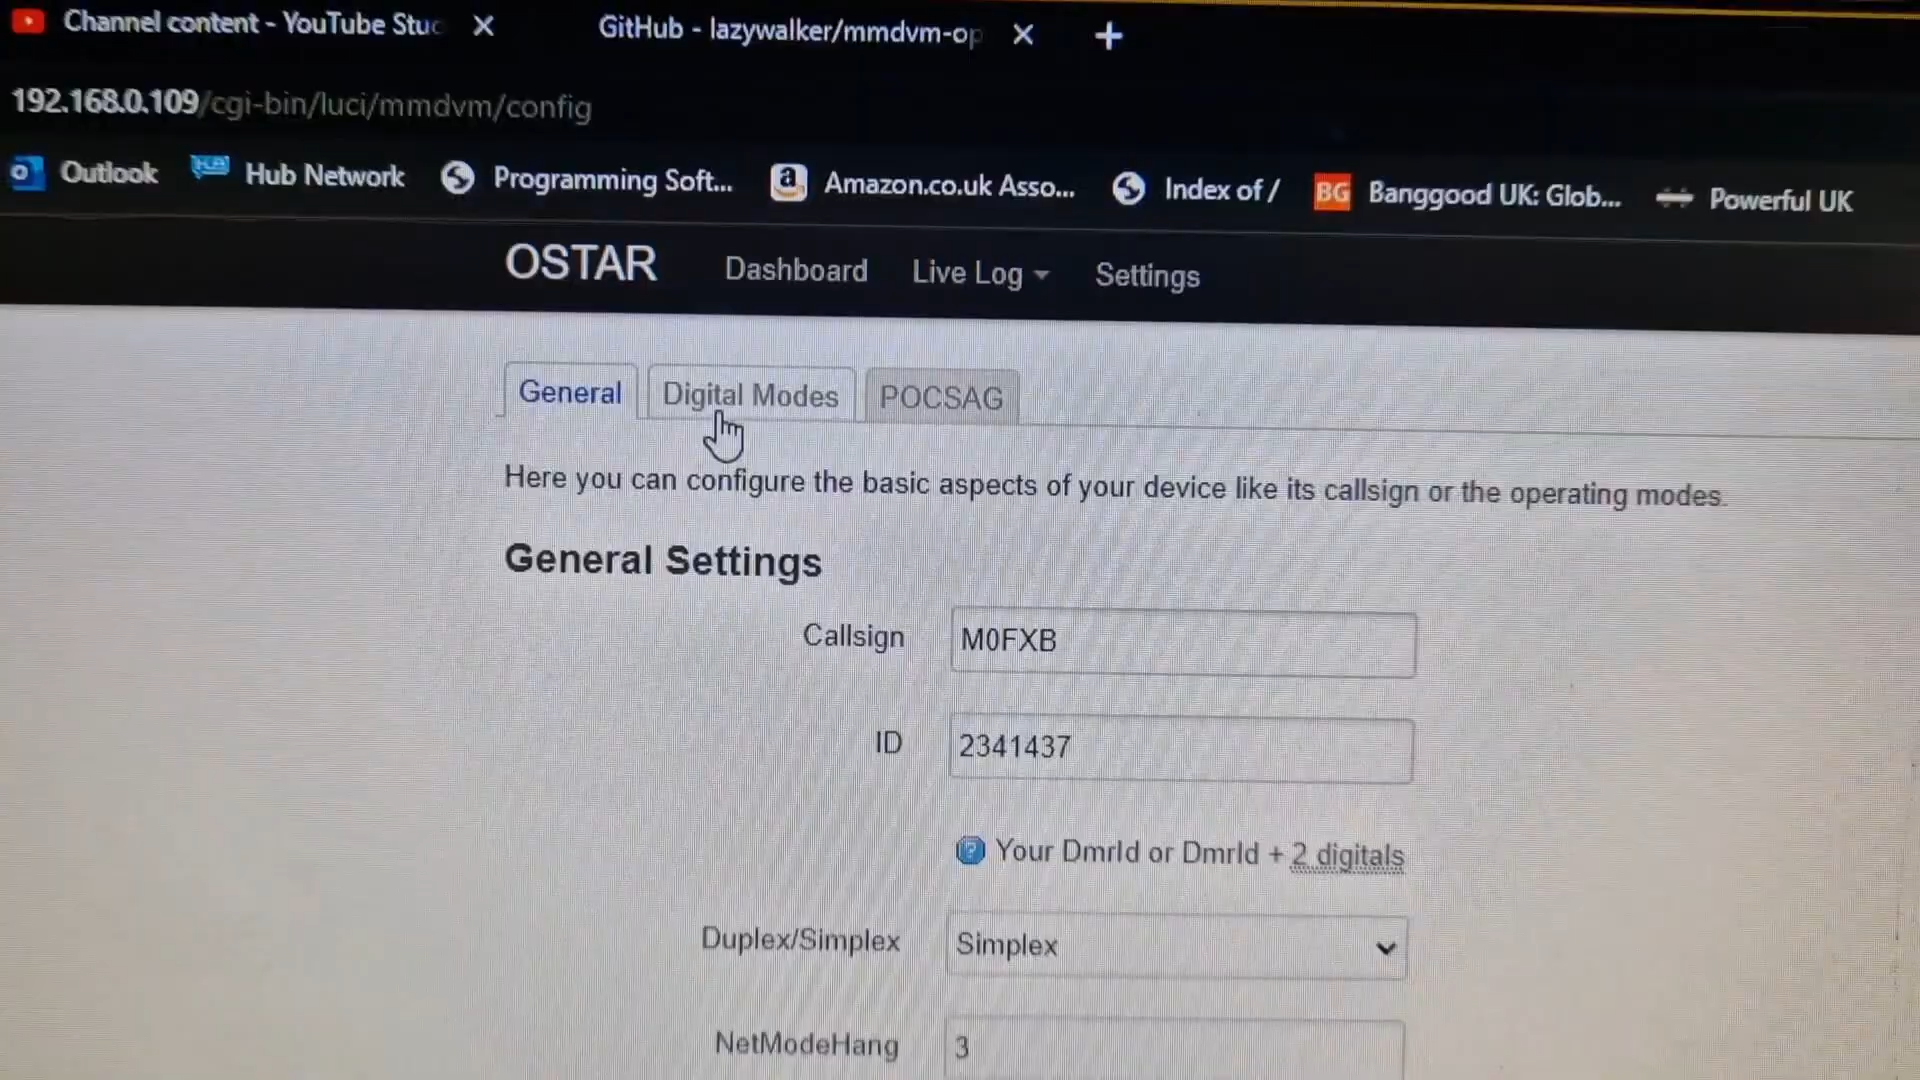 Channel content - YouTube Stud
GitHub - lazywalker/mmdvm-op
192.168.0.109/cgi-bin/luci/mmdvm/config
Outlook
Hub Network
Programming Soft...
Amazon.co.uk Asso...
Index of /
BG Banggood UK: Glob...
Powerful UK
OSTAR
Dashboard
Live Log
Settings
General
Digital Modes
POCSAG
Here you can configure the basic aspects of your device like its callsign or the operating modes.
General Settings
Callsign
M0FXB
ID
2341437
Your DmrId or DmrId + 2 digitals
Duplex/Simplex
Simplex
NetModeHang
3